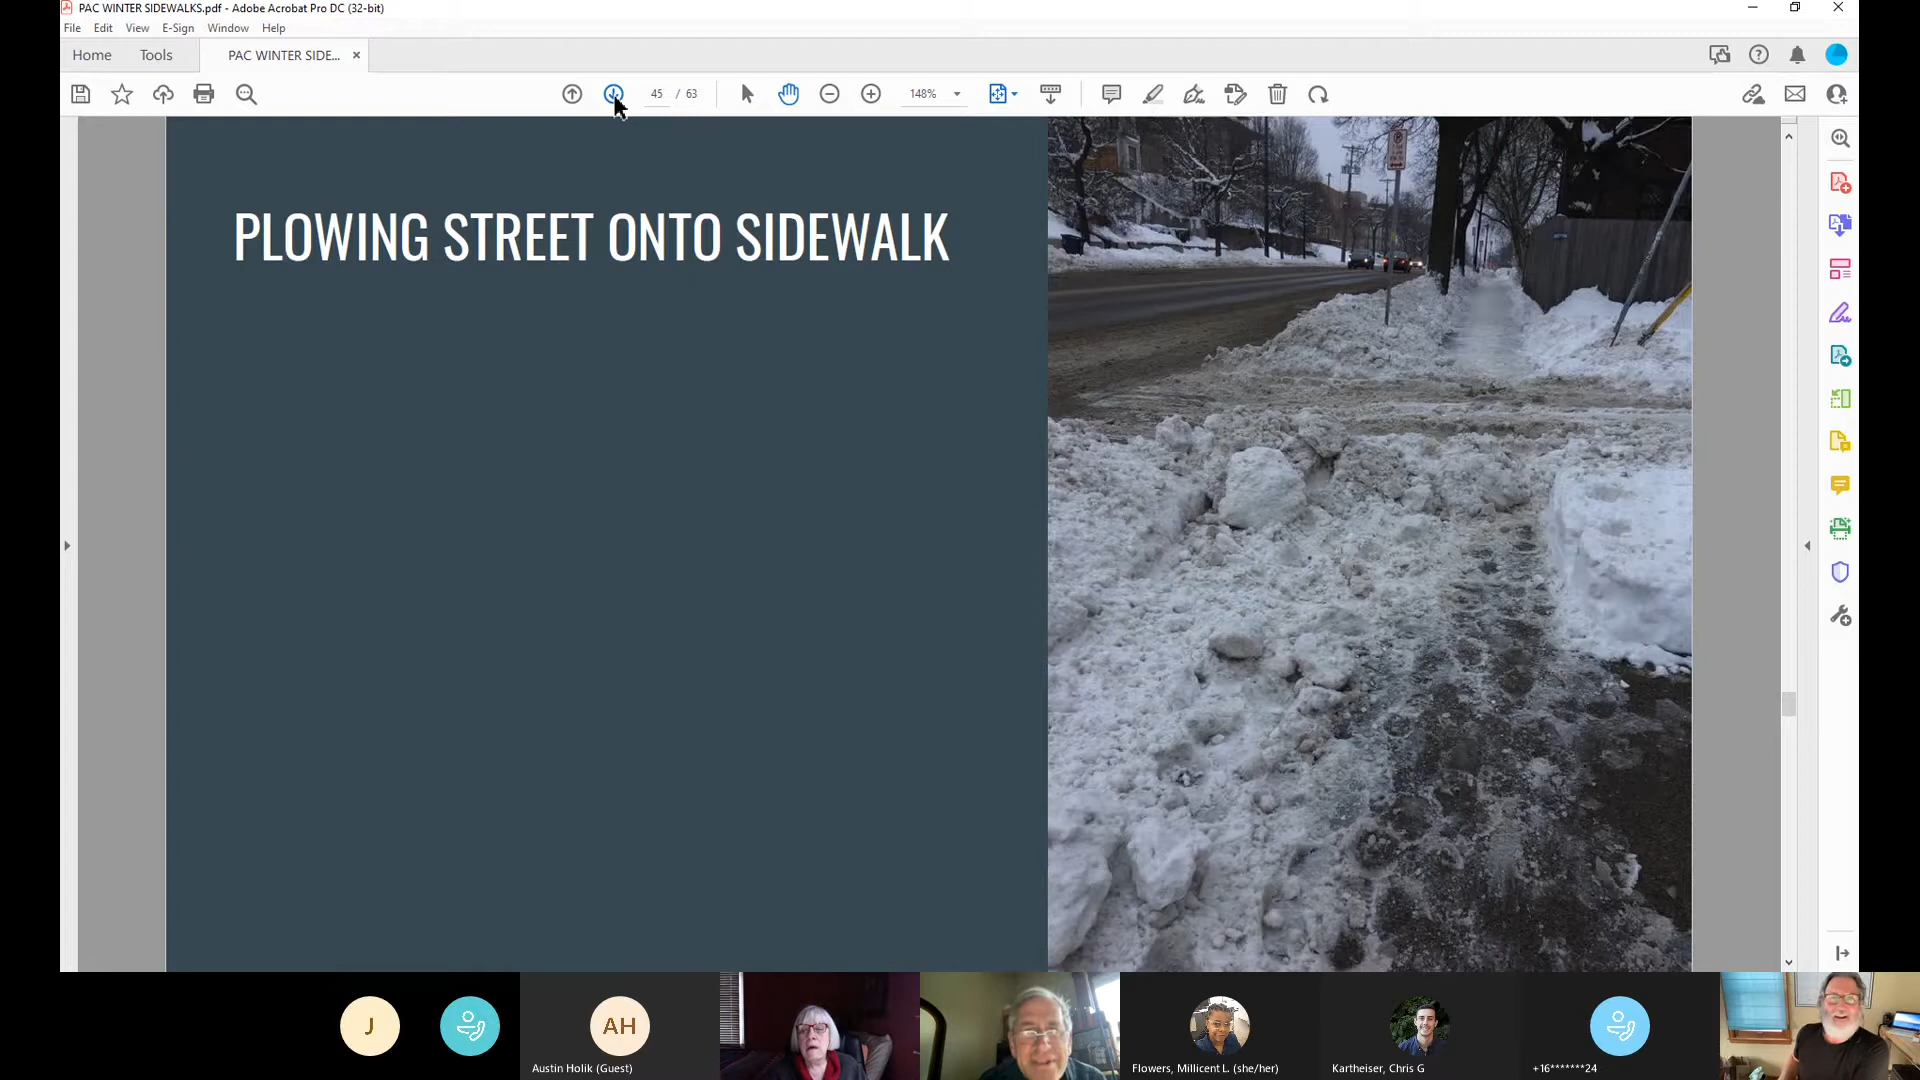 PAC WINTER SIDEWALKS.pdf - Adobe Acrobat Pro DC (32-bit)
File Edit View E-Sign Window Help
Home Tools PAC WINTER SIDE... ×
45 / 63 148%
PLOWING STREET ONTO SIDEWALK
J
AH
Austin Holik (Guest)
Flowers, Millicent L. (she/her)
Kartheiser, Chris G
+16*******24